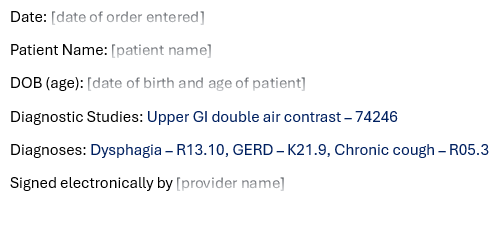 Date: [date of order entered]
Patient Name: [patient name]
DOB (age): [date of birth and age of patient]
Diagnostic Studies: Upper GI double air contrast – 74246
Diagnoses: Dysphagia – R13.10, GERD – K21.9, Chronic cough – R05.3
Signed electronically by [provider name]